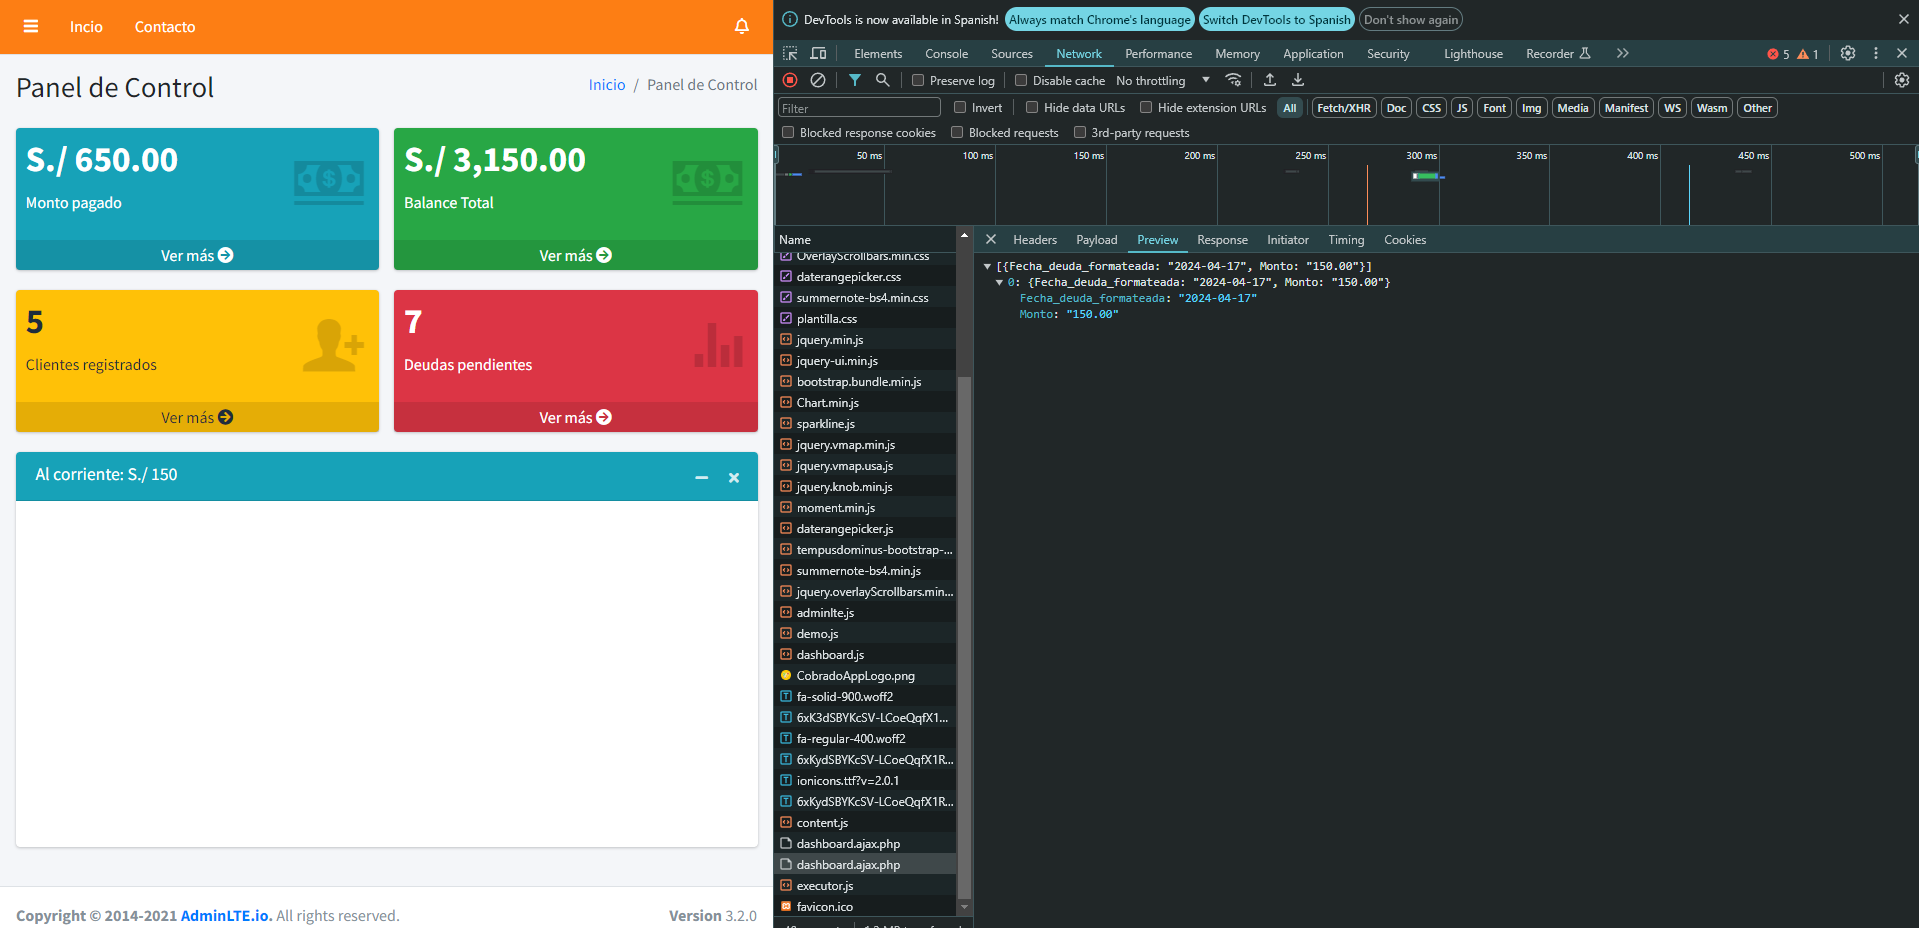 Incio
Contacto
Panel de Control
Inicio / Panel de Control
S./ 650.00
Monto pagado
Ver más
S./ 3,150.00
Balance Total
Ver más
5
Clientes registrados
Ver más
7
Deudas pendientes
Ver más
Al corriente: S./ 150
Copyright © 2014-2021 AdminLTE.io. All rights reserved.
Version 3.2.0
DevTools is now available in Spanish!
Always match Chrome's language
Switch DevTools to Spanish
Don't show again
Elements
Console
Sources
Network
Performance
Memory
Application
Security
Lighthouse
Recorder
5
1
Preserve log
Disable cache
No throttling
Filter
Invert
Hide data URLs
Hide extension URLs
All
Fetch/XHR
Doc
CSS
JS
Font
Img
Media
Manifest
WS
Wasm
Other
Blocked response cookies
Blocked requests
3rd-party requests
50 ms
100 ms
150 ms
200 ms
250 ms
300 ms
350 ms
400 ms
450 ms
500 ms
Name
OverlayScrollbars.min.css
daterangepicker.css
summernote-bs4.min.css
plantilla.css
jquery.min.js
jquery-ui.min.js
bootstrap.bundle.min.js
Chart.min.js
sparkline.js
jquery.vmap.min.js
jquery.vmap.usa.js
jquery.knob.min.js
moment.min.js
daterangepicker.js
tempusdominus-bootstrap-...
summernote-bs4.min.js
jquery.overlayScrollbars.min...
adminlte.js
demo.js
dashboard.js
CobradoAppLogo.png
fa-solid-900.woff2
6xK3dSBYKcSV-LCoeQqfX1...
fa-regular-400.woff2
6xKydSBYKcSV-LCoeQqfX1R...
ionicons.ttf?v=2.0.1
6xKydSBYKcSV-LCoeQqfX1R...
content.js
dashboard.ajax.php
dashboard.ajax.php
executor.js
favicon.ico
Headers
Payload
Preview
Response
Initiator
Timing
Cookies
[{Fecha_deuda_formateada: "2024-04-17", Monto: "150.00"}]
0: {Fecha_deuda_formateada: "2024-04-17", Monto: "150.00"}
Fecha_deuda_formateada: "2024-04-17"
Monto: "150.00"